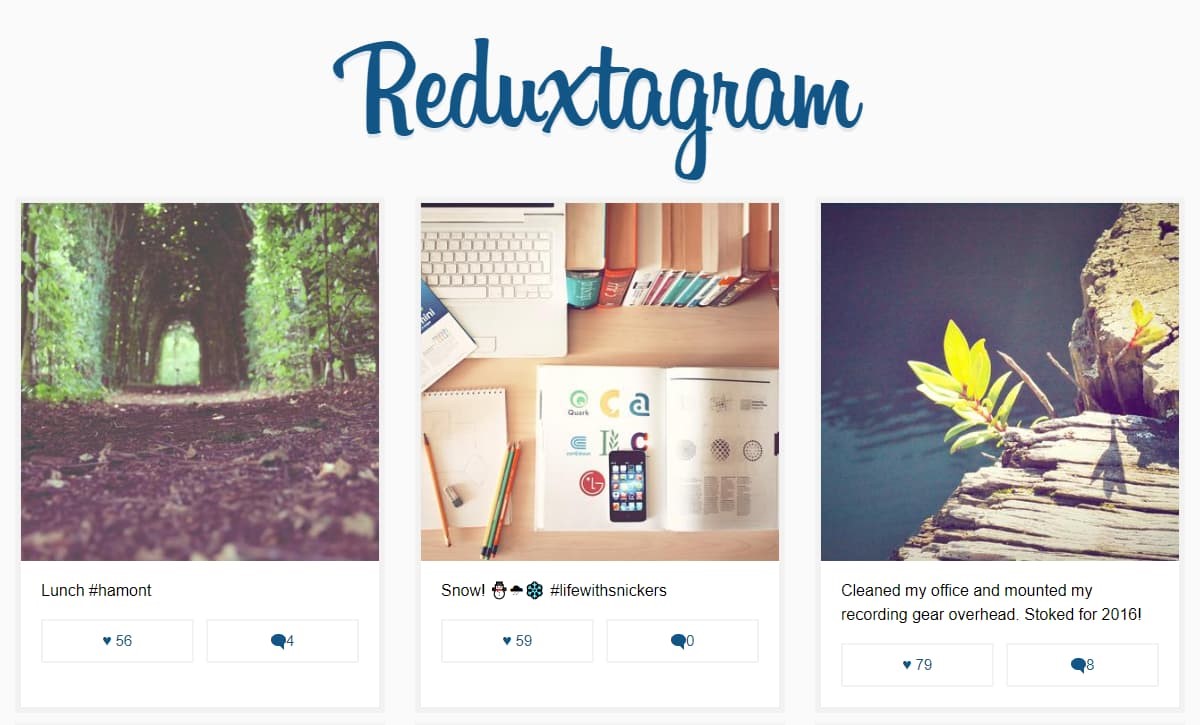 Reduxtagram
mini
Quark
C a
LG
Lunch #hamont
♥ 56
4
Snow! ⛄☁❄ #lifewithsnickers
♥ 59
0
Cleaned my office and mounted my
recording gear overhead. Stoked for 2016!
♥ 79
8